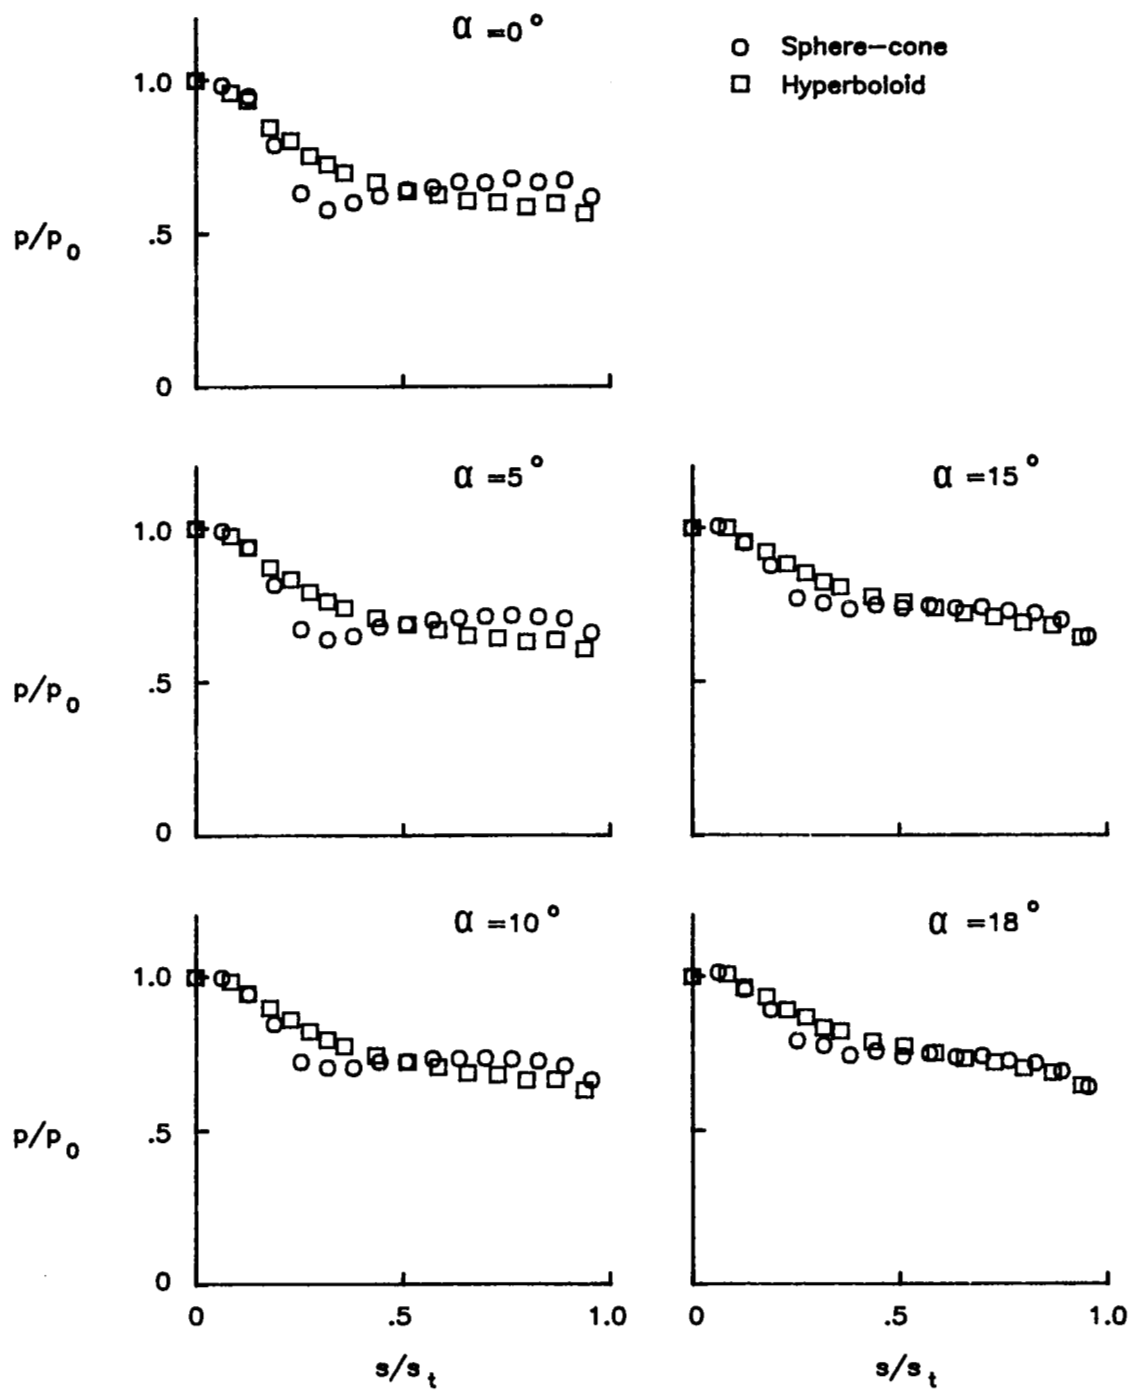 α =0°
○ Sphere-cone
□ Hyperboloid
1.0
p/p0
.5
0
α =5°
α =15°
1.0
p/p0
.5
0
α =10°
α =18°
1.0
p/p0
.5
0
0 .5 1.0
0 .5 1.0
s/st
s/st